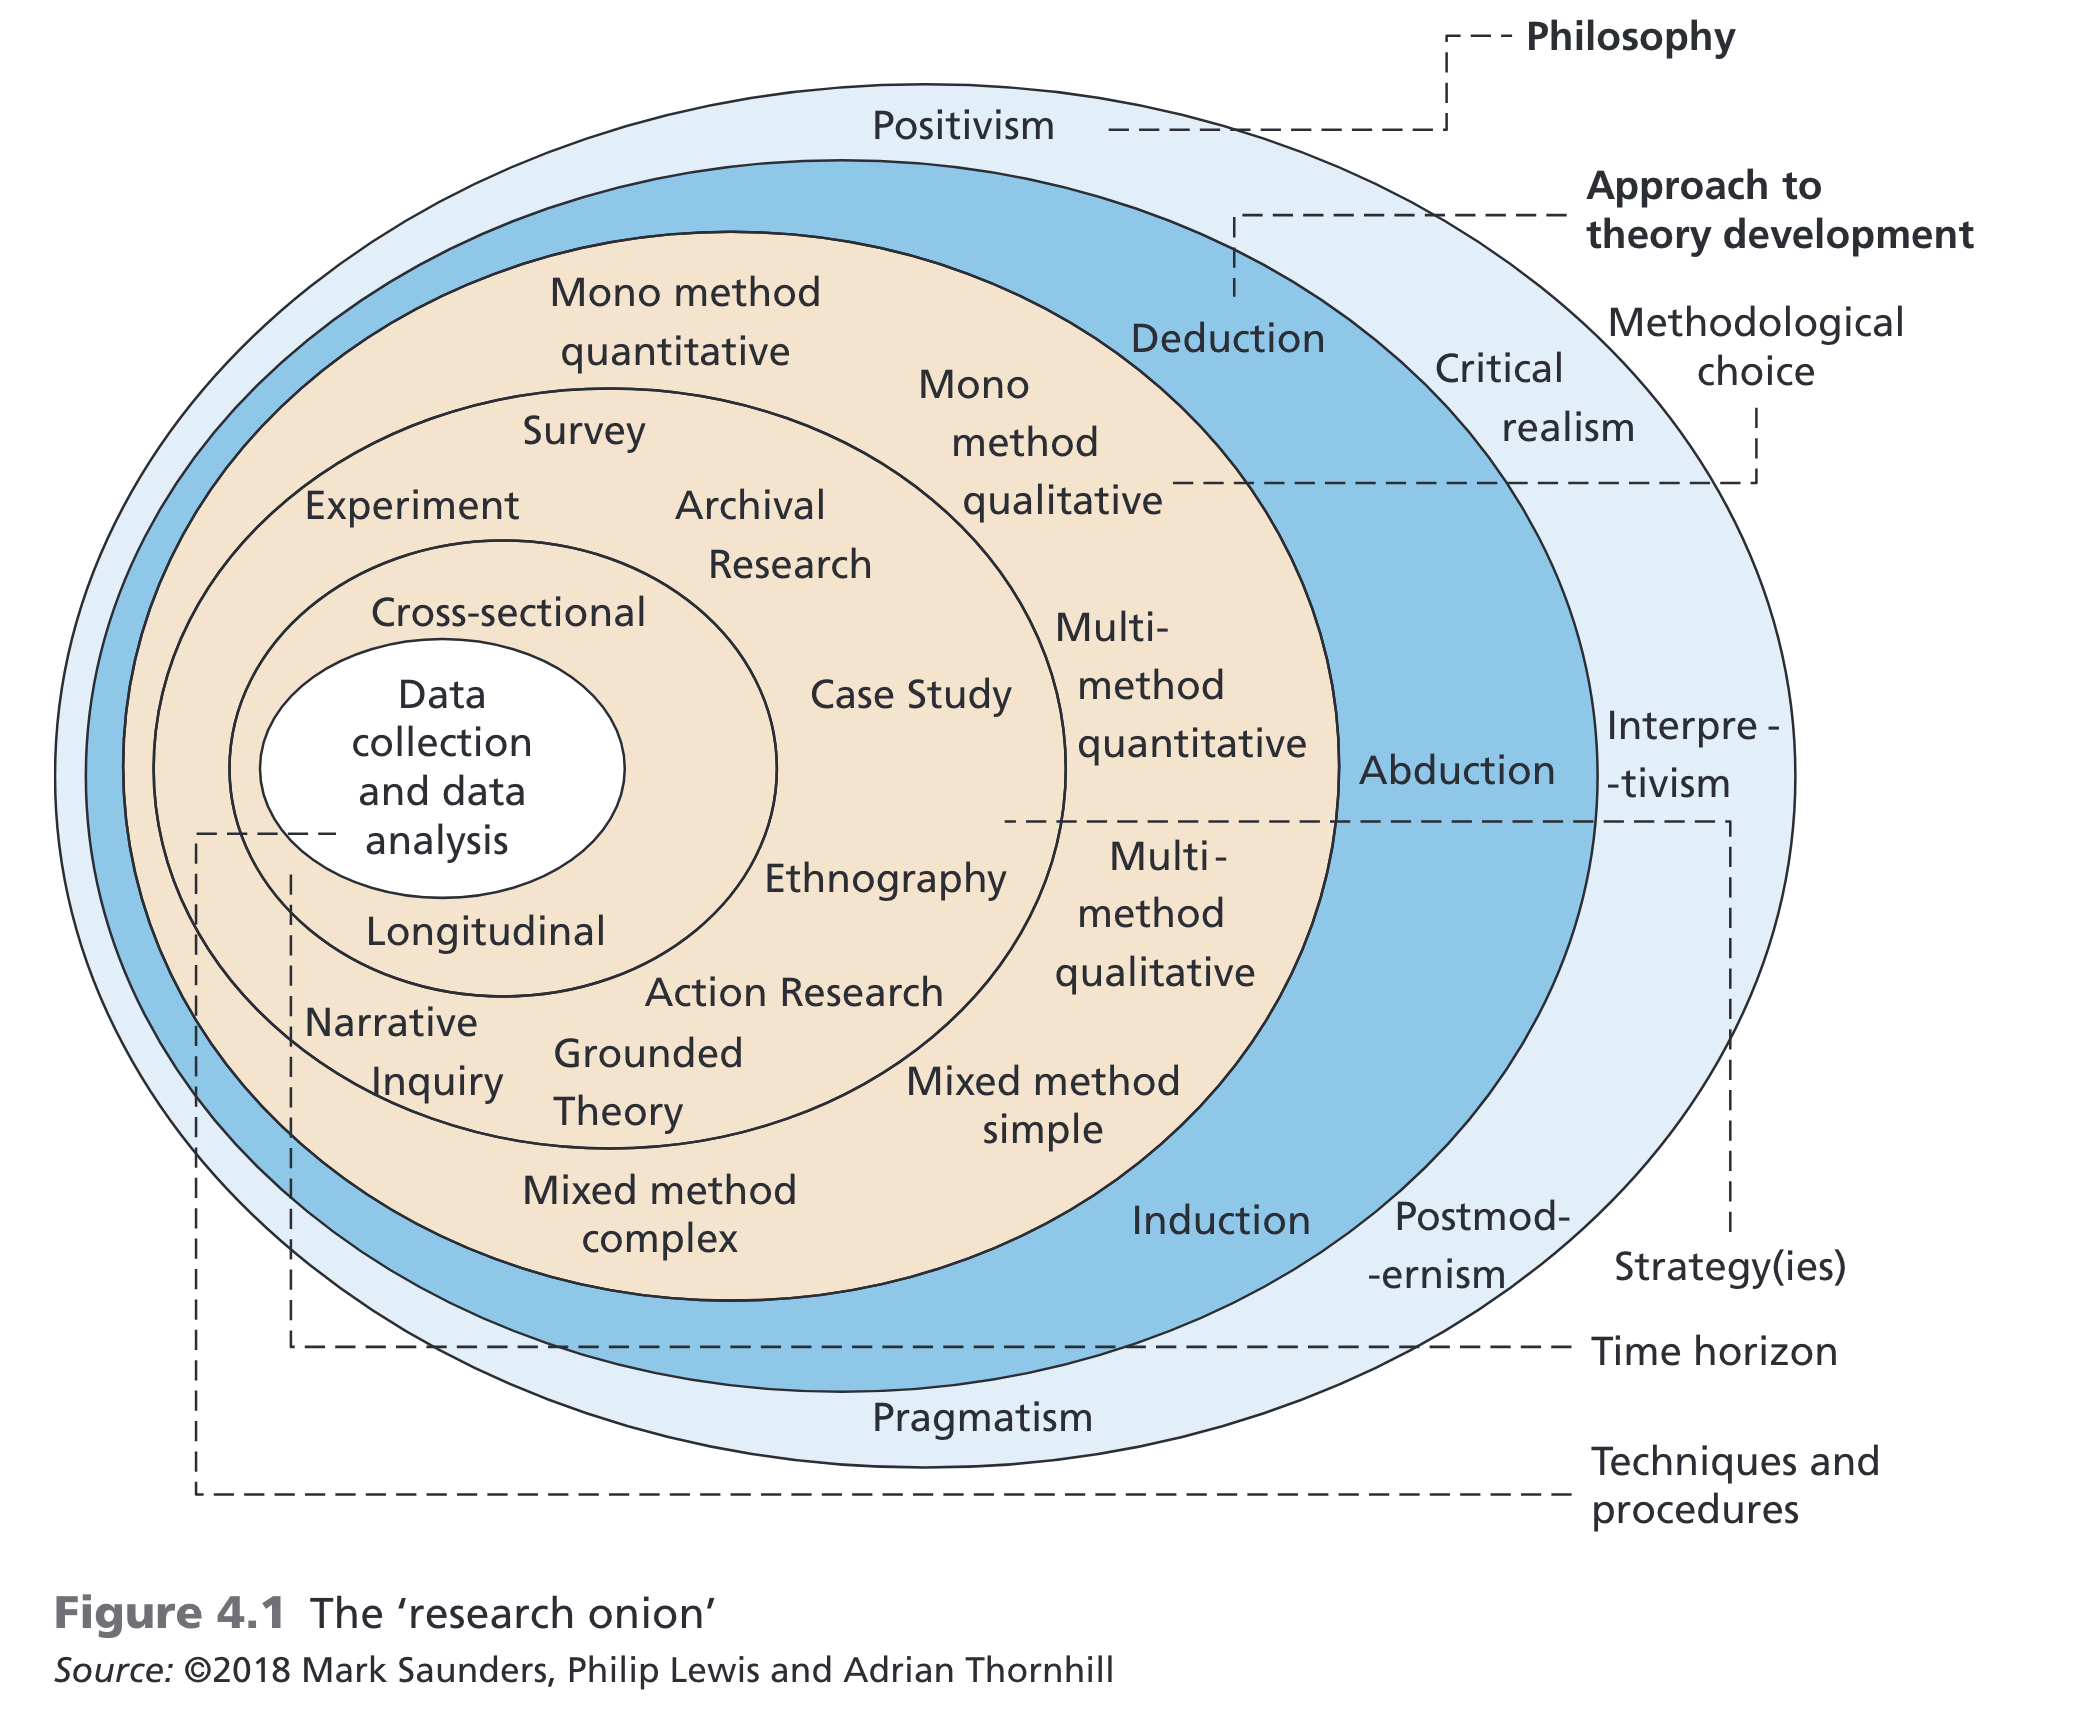 Philosophy
Positivism
Approach to
theory development
Deduction
Methodological
choice
Critical
realism
Mono method
quantitative
Mono
method
qualitative
Survey
Experiment
Archival
Research
Cross-sectional
Multi-
method
quantitative
Data
collection
and data
analysis
Case Study
Abduction
Interpre -
-tivism
Ethnography
Multi-
method
qualitative
Longitudinal
Action Research
Narrative
Inquiry
Grounded
Theory
Mixed method
simple
Mixed method
complex
Induction
Postmod-
-ernism
Strategy(ies)
Time horizon
Pragmatism
Techniques and
procedures
Figure 4.1 The ‘research onion’
Source: ©2018 Mark Saunders, Philip Lewis and Adrian Thornhill